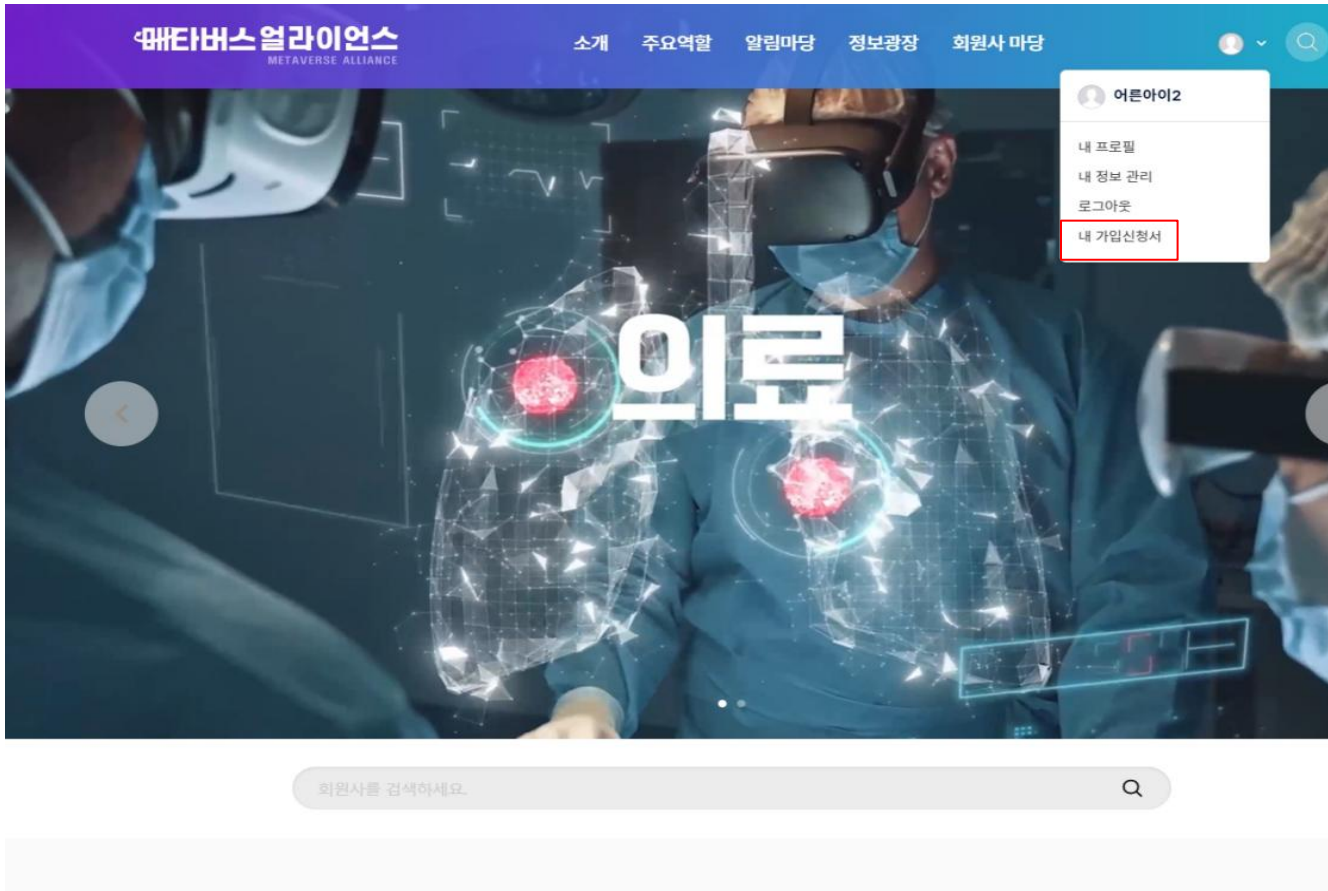 메타버스 얼라이언스
METAVERSE ALLIANCE
소개 주요역할 알림마당 정보광장 회원사 마당
어른아이2
내 프로필
내 정보 관리
로그아웃
내 가입신청서
의료
회원사를 검색하세요.